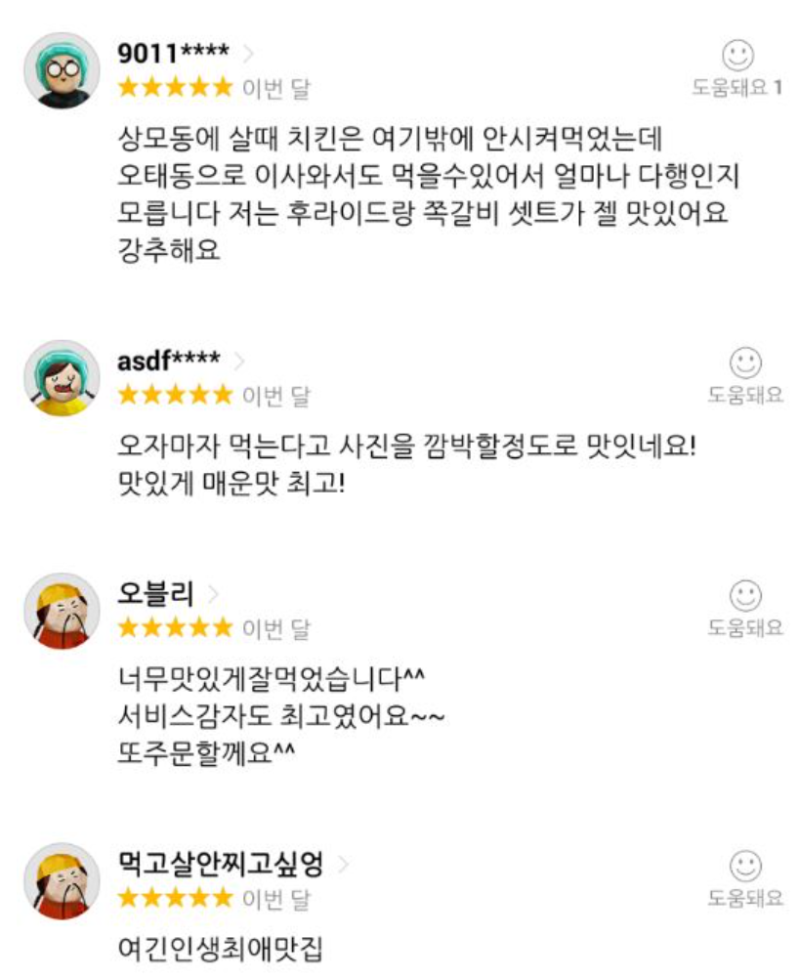 9011****
이번 달
도움돼요 1
상모동에 살때 치킨은 여기밖에 안시켜먹었는데
오태동으로 이사와서도 먹을수있어서 얼마나 다행인지
모릅니다 저는 후라이드랑 쪽갈비 셋트가 젤 맛있어요
강추해요
asdf****
이번 달
도움돼요
오자마자 먹는다고 사진을 깜박할정도로 맛잇네요!
맛있게 매운맛 최고!
오블리
이번 달
도움돼요
너무맛있게잘먹었습니다^^
서비스감자도 최고였어요~~
또주문할께요^^
먹고살안찌고싶엉
이번 달
도움돼요
여긴인생최애맛집